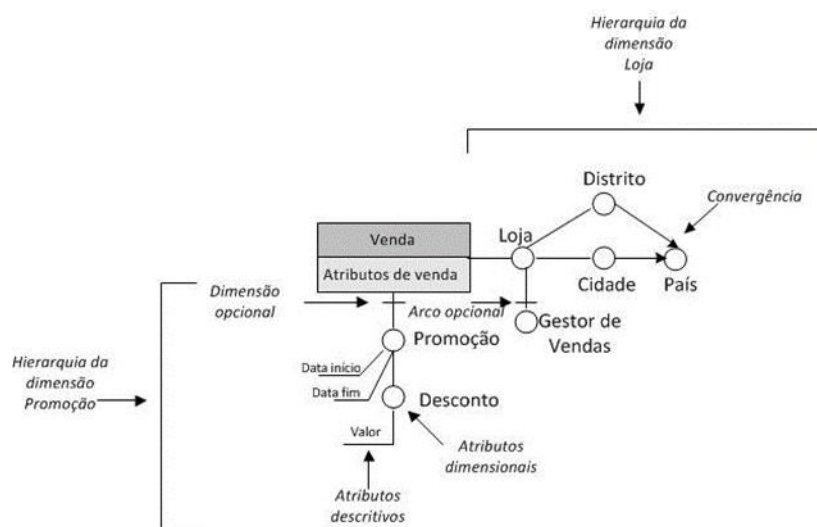 Hierarquia da
dimensão
Loja
Distrito
Convergência
Venda
Loja
Atributos de venda
Cidade
País
Dimensão
opcional
Arco opcional
Gestor de
Vendas
Promoção
Hierarquia da
dimensão
Promoção
Data início
Data fim
Desconto
Valor
Atributos
dimensionais
Atributos
descritivos